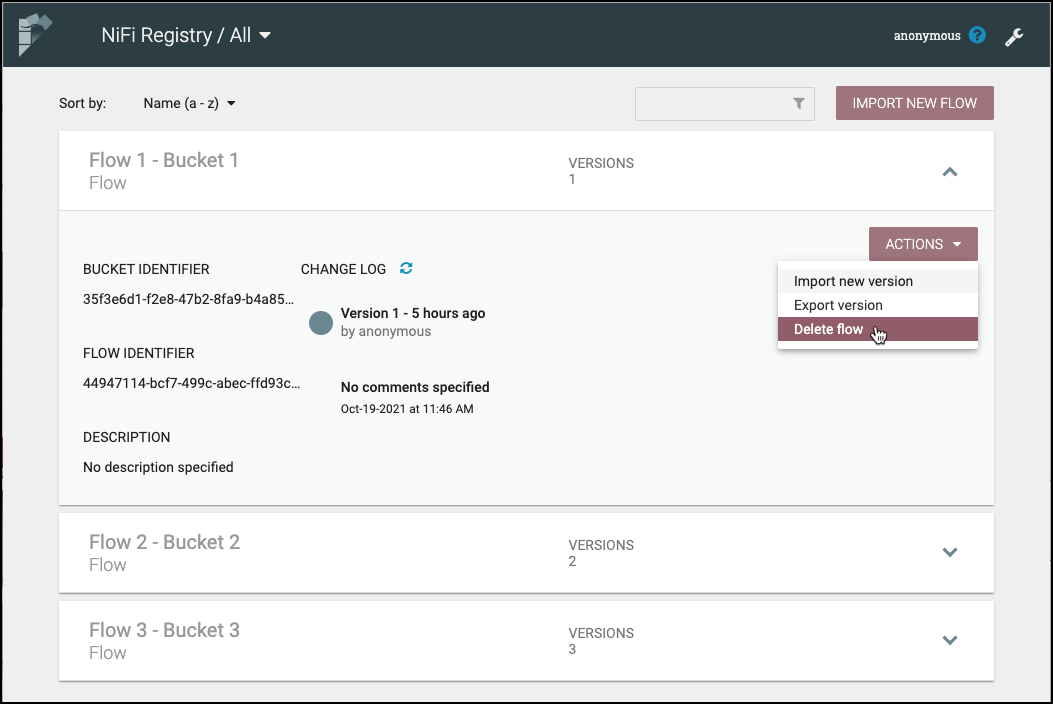 NiFi Registry / All
anonymous
Sort by:
Name (a - z)
IMPORT NEW FLOW
Flow 1 - Bucket 1
Flow
VERSIONS
1
ACTIONS
Import new version
Export version
Delete flow
BUCKET IDENTIFIER
35f3e6d1-f2e8-47b2-8fa9-b4a85...
FLOW IDENTIFIER
44947114-bcf7-499c-abec-ffd93c...
DESCRIPTION
No description specified
CHANGE LOG
Version 1 - 5 hours ago
by anonymous
No comments specified
Oct-19-2021 at 11:46 AM
Flow 2 - Bucket 2
Flow
VERSIONS
2
Flow 3 - Bucket 3
Flow
VERSIONS
3